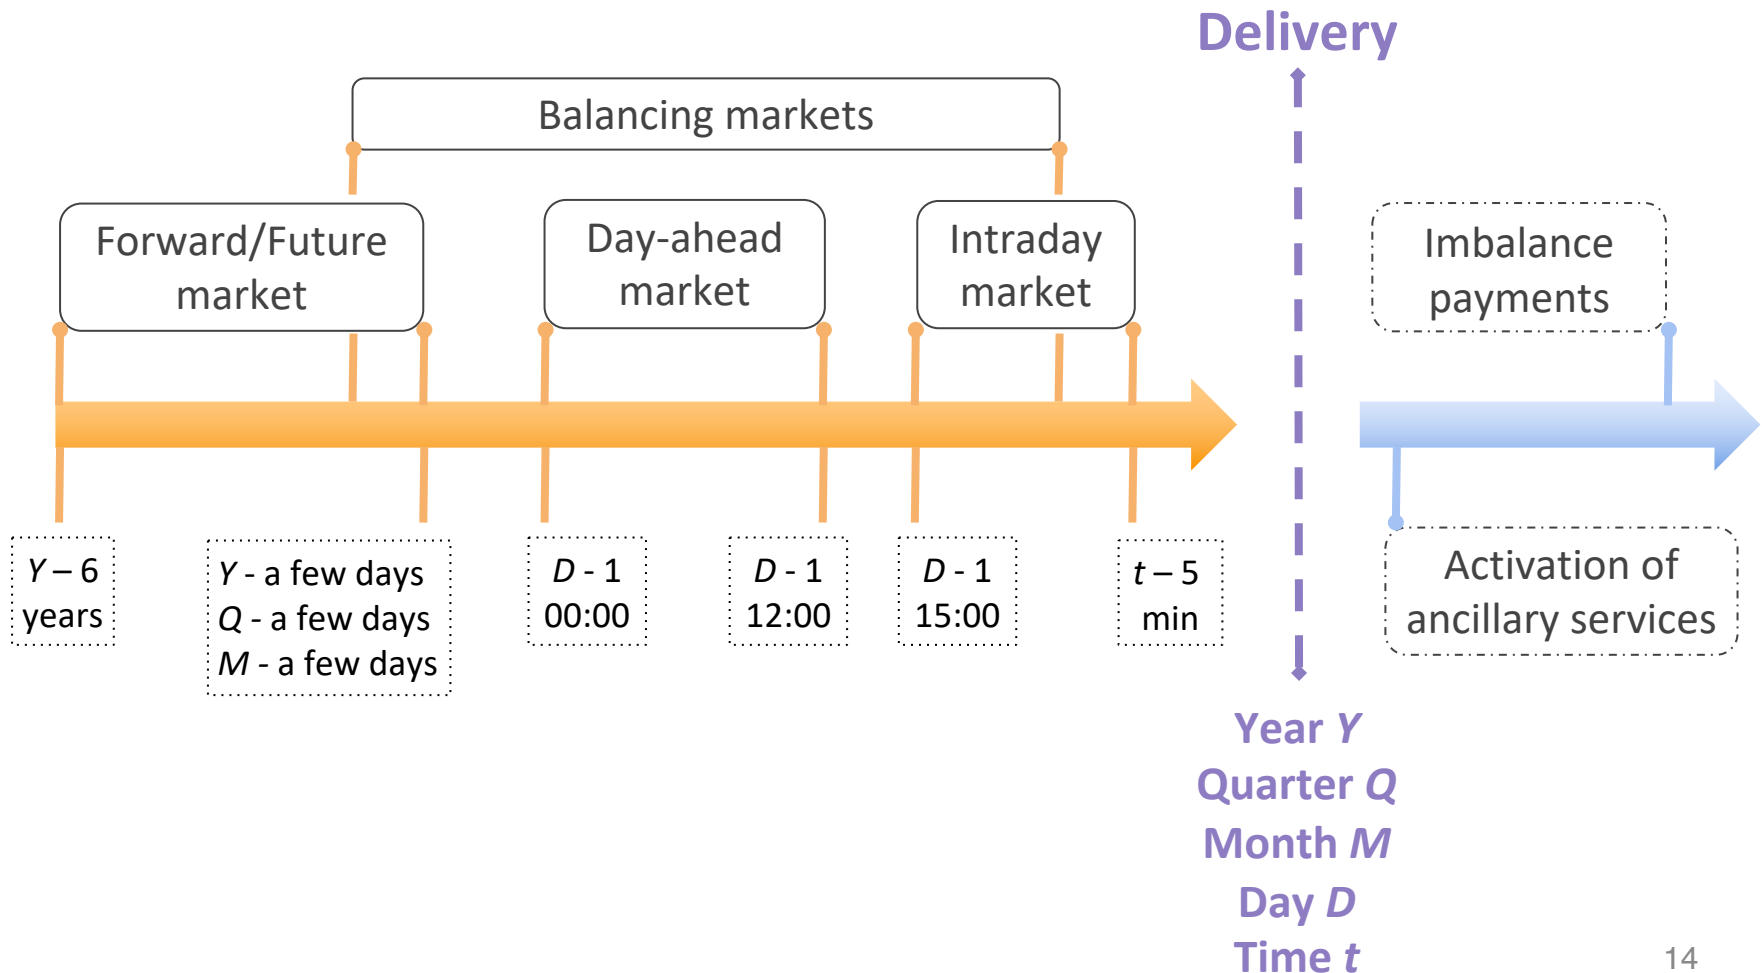 Delivery
Balancing markets
Forward/Future
market
Day-ahead
market
Intraday
market
Imbalance
payments
Y – 6
years
Y - a few days
Q - a few days
M - a few days
D - 1
00:00
D - 1
12:00
D - 1
15:00
t – 5
min
Activation of
ancillary services
Year Y
Quarter Q
Month M
Day D
Time t
14